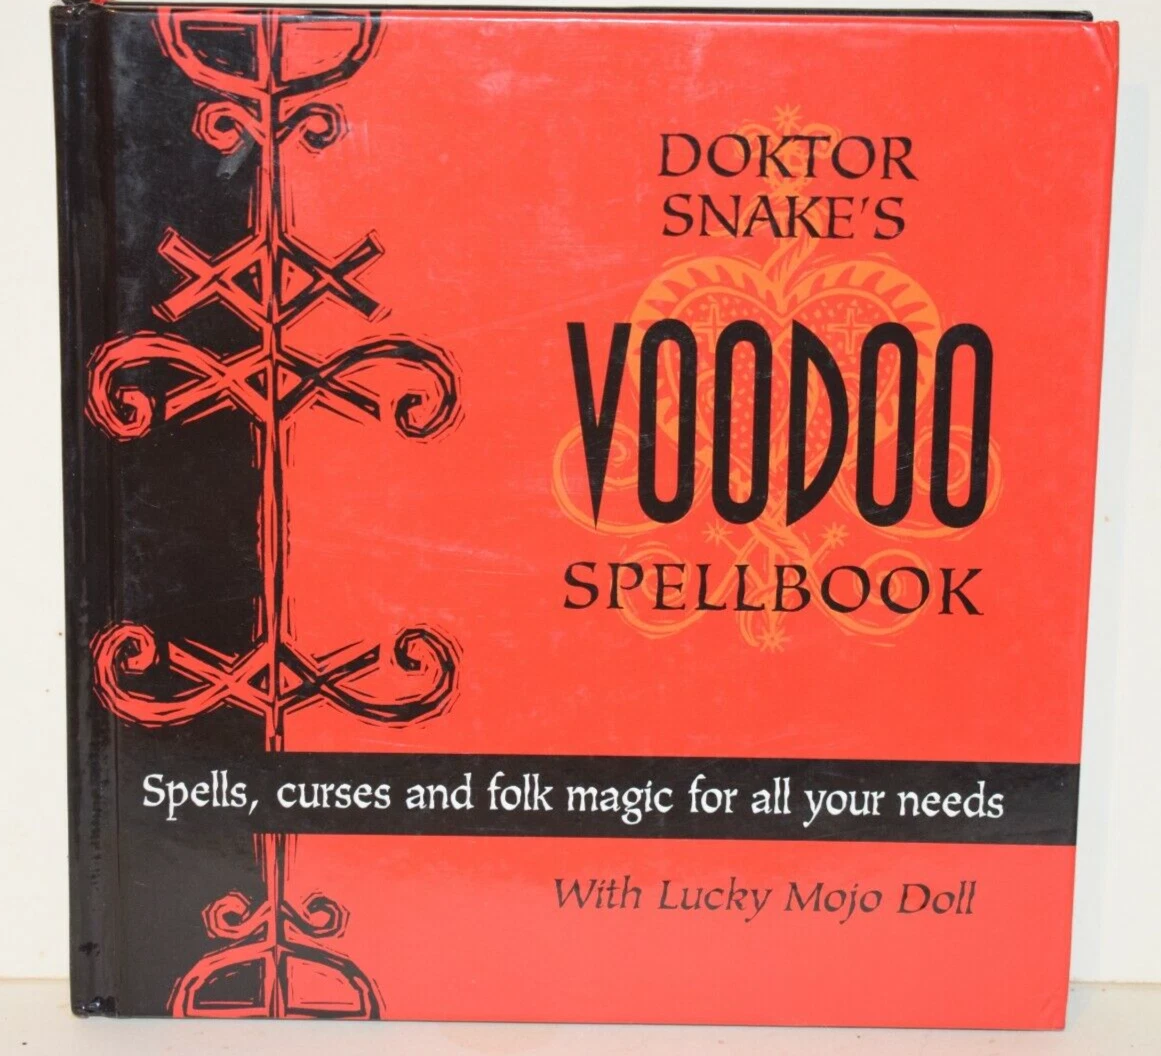 DOKTOR
SNAKE'S
VOODOO
SPELLBOOK
Spells, curses and folk magic for all your needs
With Lucky Mojo Doll